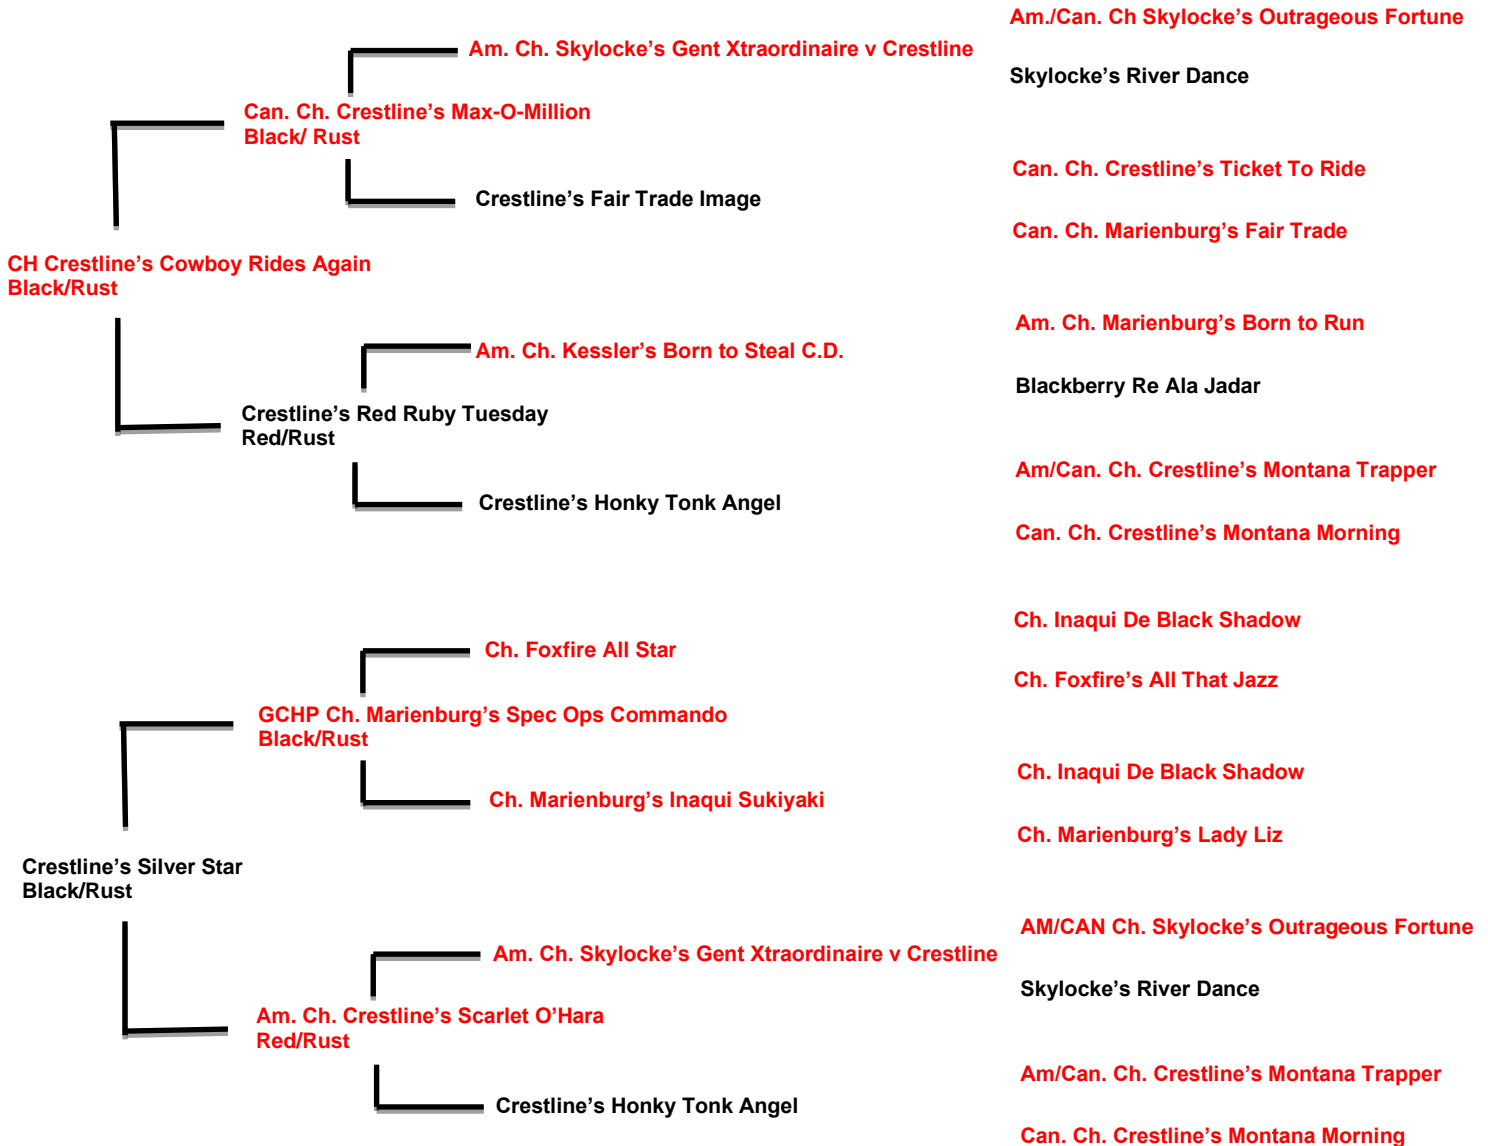 Am./Can. Ch Skylocke’s Outrageous Fortune
Am. Ch. Skylocke’s Gent Xtraordinaire v Crestline
Skylocke’s River Dance
Can. Ch. Crestline’s Max-O-Million
Black/ Rust
Can. Ch. Crestline’s Ticket To Ride
Crestline’s Fair Trade Image
Can. Ch. Marienburg’s Fair Trade
CH Crestline’s Cowboy Rides Again
Black/Rust
Am. Ch. Marienburg’s Born to Run
Am. Ch. Kessler’s Born to Steal C.D.
Blackberry Re Ala Jadar
Crestline’s Red Ruby Tuesday
Red/Rust
Am/Can. Ch. Crestline’s Montana Trapper
Crestline’s Honky Tonk Angel
Can. Ch. Crestline’s Montana Morning
Ch. Inaqui De Black Shadow
Ch. Foxfire All Star
Ch. Foxfire’s All That Jazz
GCHP Ch. Marienburg’s Spec Ops Commando
Black/Rust
Ch. Inaqui De Black Shadow
Ch. Marienburg’s Inaqui Sukiyaki
Ch. Marienburg’s Lady Liz
Crestline’s Silver Star
Black/Rust
AM/CAN Ch. Skylocke’s Outrageous Fortune
Am. Ch. Skylocke’s Gent Xtraordinaire v Crestline
Skylocke’s River Dance
Am. Ch. Crestline’s Scarlet O’Hara
Red/Rust
Am/Can. Ch. Crestline’s Montana Trapper
Crestline’s Honky Tonk Angel
Can. Ch. Crestline’s Montana Morning